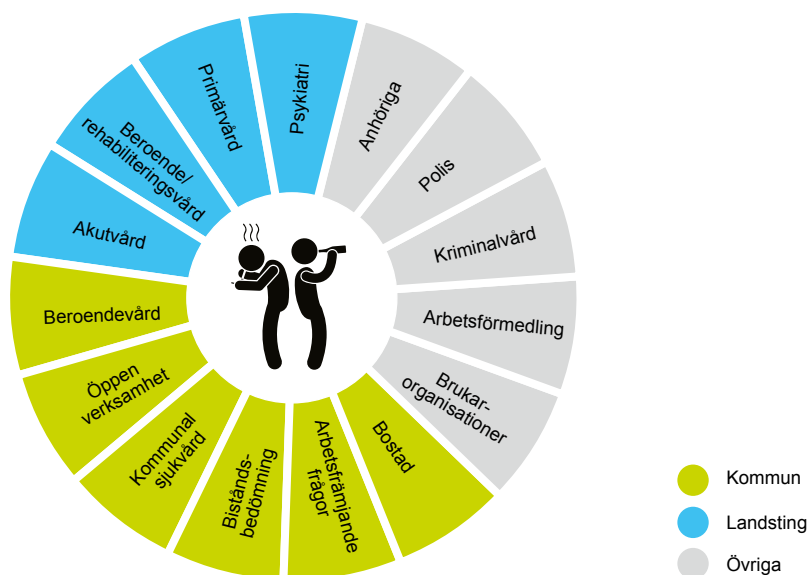 Psykiatri
Anhöriga
Polis
Kriminalvård
Arbetsförmedling
Brukar-
organisationer
Bostad
Arbetsfrämjande
frågor
Bistånds-
bedömning
Kommunal
sjukvård
Öppen
verksamhet
Beroendevård
Akutvård
Beroende/
rehabiliteringsvård
Primärvård
Kommun
Landsting
Övriga